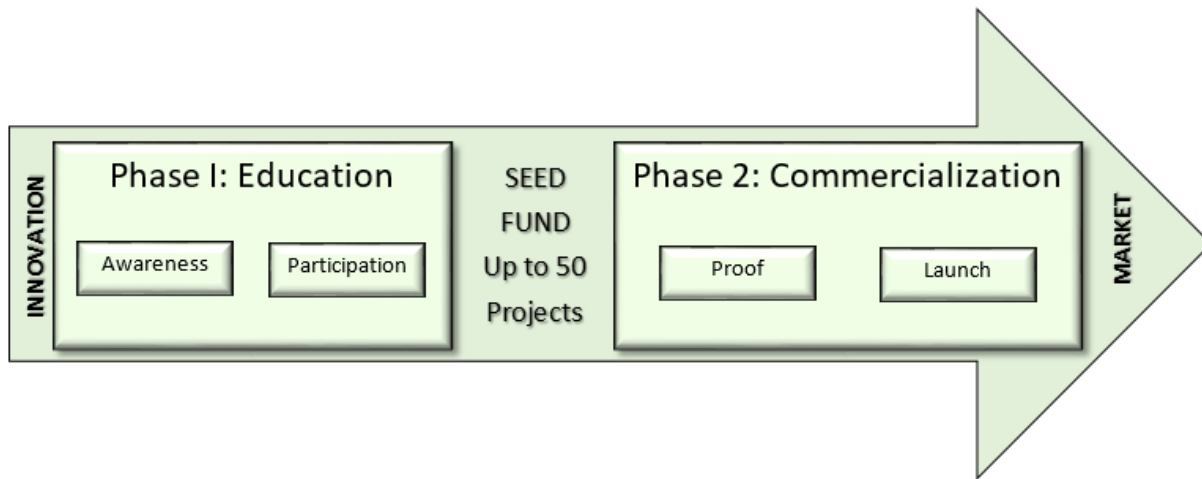 INNOVATION
Phase I: Education
Awareness
Participation
SEED
FUND
Up to 50
Projects
Phase 2: Commercialization
Proof
Launch
MARKET